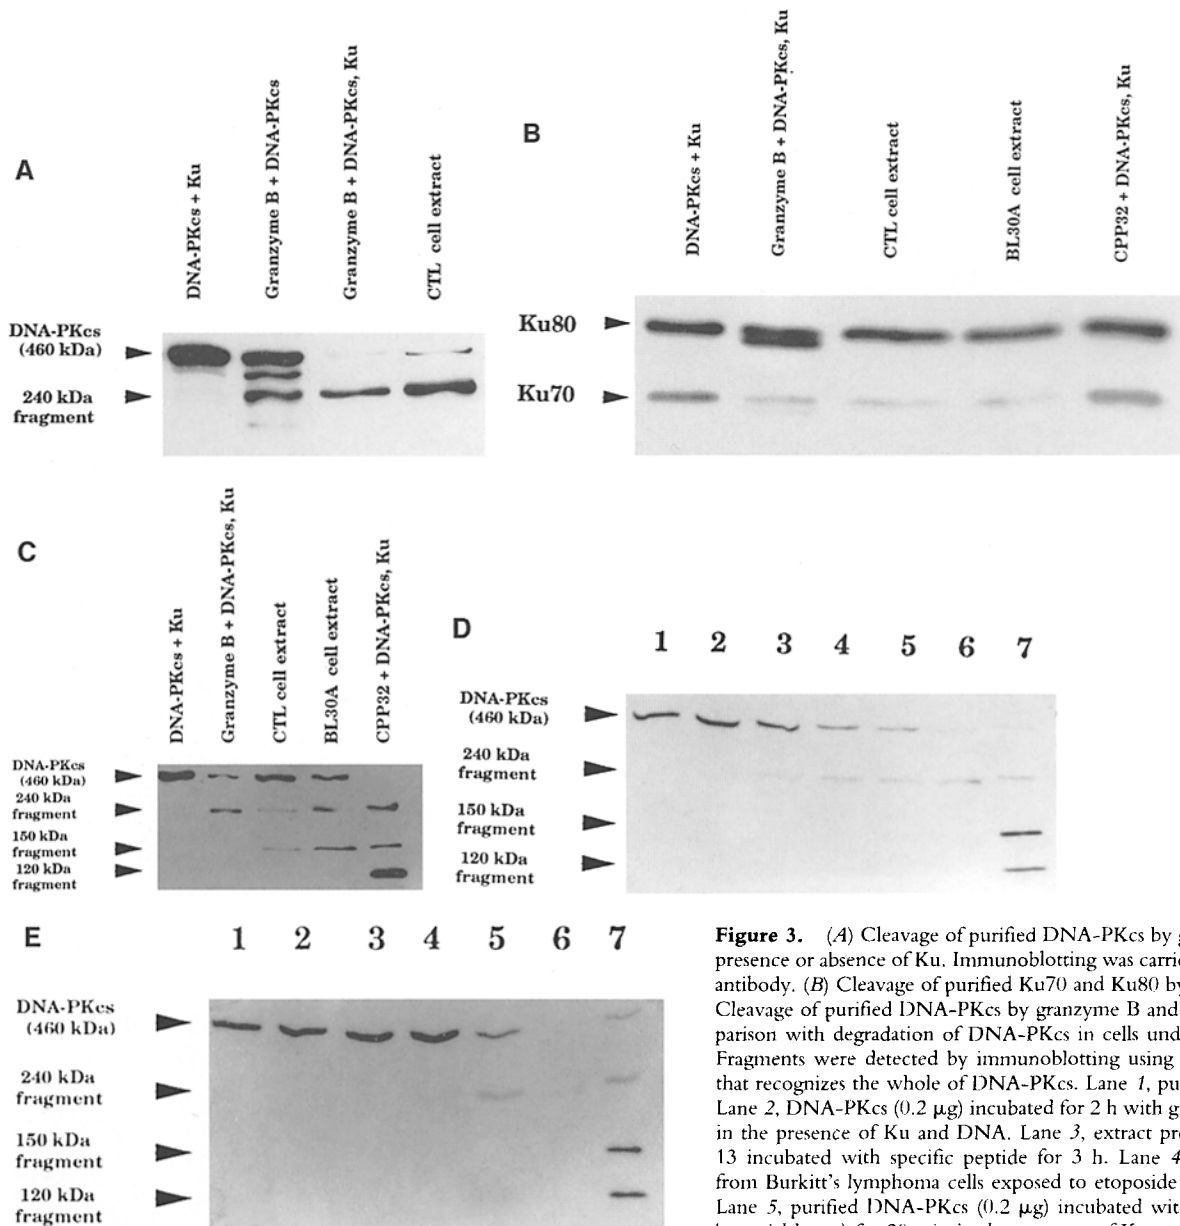 A
DNA-PKcs + Ku
Granzyme B + DNA-PKcs
Granzyme B + DNA-PKcs, Ku
CTL cell extract
DNA-PKcs
(460 kDa)
240 kDa
fragment
B
DNA-PKcs + Ku
Granzyme B + DNA-PKcs, Ku
CTL cell extract
BL30A cell extract
CPP32 + DNA-PKcs, Ku
Ku80
Ku70
C
DNA-PKcs + Ku
Granzyme B + DNA-PKcs, Ku
CTL cell extract
BL30A cell extract
CPP32 + DNA-PKcs, Ku
DNA-PKcs
(460 kDa)
240 kDa
fragment
150 kDa
fragment
120 kDa
fragment
D
1 2 3 4 5 6 7
DNA-PKcs
(460 kDa)
240 kDa
fragment
150 kDa
fragment
120 kDa
fragment
E
1 2 3 4 5 6 7
DNA-PKcs
(460 kDa)
240 kDa
fragment
150 kDa
fragment
120 kDa
fragment
Figure 3. (A) Cleavage of purified DNA-PKcs by
presence or absence of Ku. Immunoblotting was
antibody. (B) Cleavage of purified Ku70 and Ku80 by
Cleavage of purified DNA-PKcs by granzyme B and
parison with degradation of DNA-PKcs in cells
Fragments were detected by immunoblotting using
that recognizes the whole of DNA-PKcs. Lane 1,
Lane 2, DNA-PKcs (0.2 µg) incubated for 2 h with
in the presence of Ku and DNA. Lane 3, extract
13 incubated with specific peptide for 3 h. Lane 4
from Burkitt's lymphoma cells exposed to etoposide
Lane 5, purified DNA-PKcs (0.2 µg) incubated